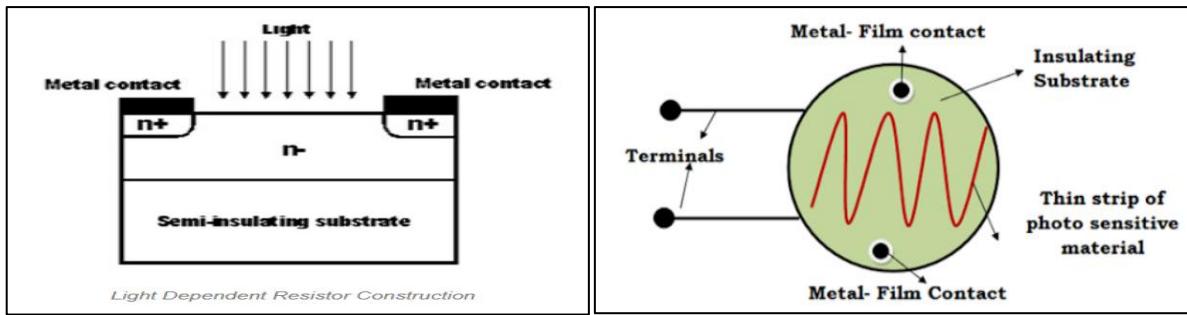 Light
Metal contact
Metal contact
n+
n+
n-
Semi-insulating substrate
Light Dependent Resistor Construction
Metal- Film contact
Insulating
Substrate
Terminals
Thin strip of
photo sensitive
material
Metal- Film Contact